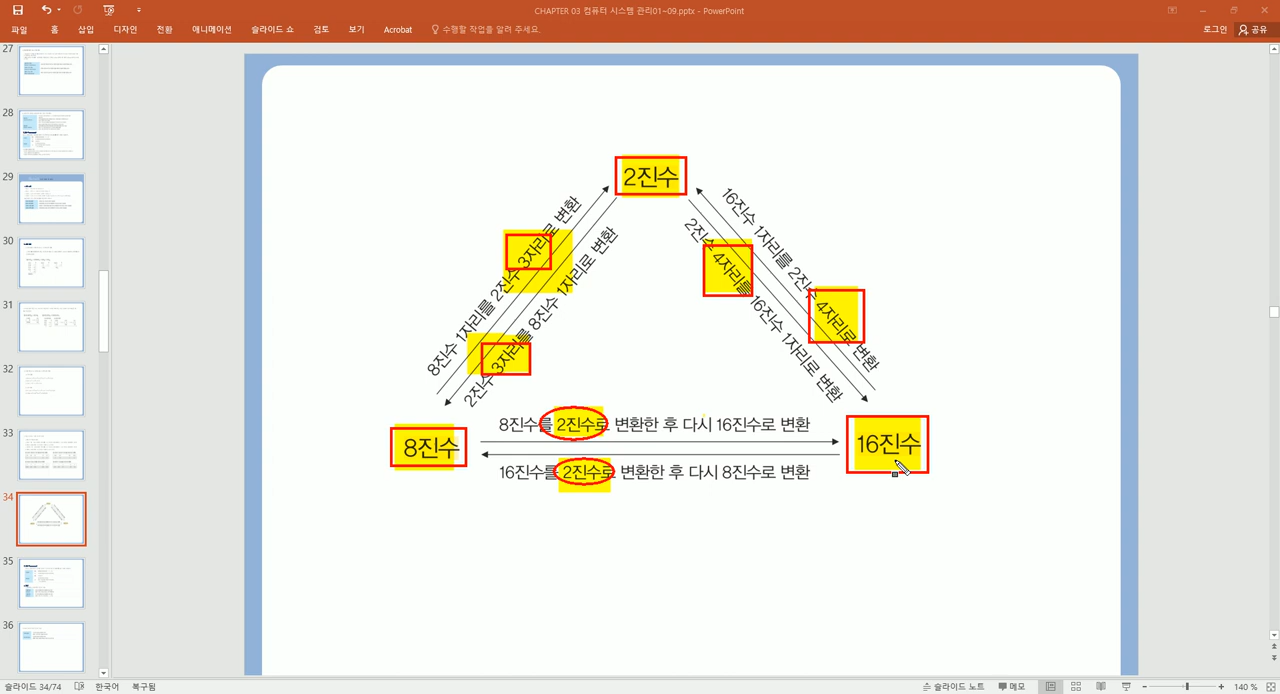 CHAPTER 03 컴퓨터 시스템 관리01~09.pptx - PowerPoint
파일 홈 삽입 디자인 전환 애니메이션 슬라이드 쇼 검토 보기 Acrobat 수행할 작업을 알려 주세요. 로그인 공유
27
28
29
30
31
32
33
34
35
36
2진수
8진수 1자리를 2진수 3자리로 변환
2진수 3자리를 8진수 1자리로 변환
2진수 4자리를 16진수 1자리로 변환
16진수 1자리를 2진수 4자리로 변환
8진수
8진수를 2진수로 변환한 후 다시 16진수로 변환
16진수를 2진수로 변환한 후 다시 8진수로 변환
16진수
슬라이드 34/74 한국어 복구됨 슬라이드 노트 메모 140 %